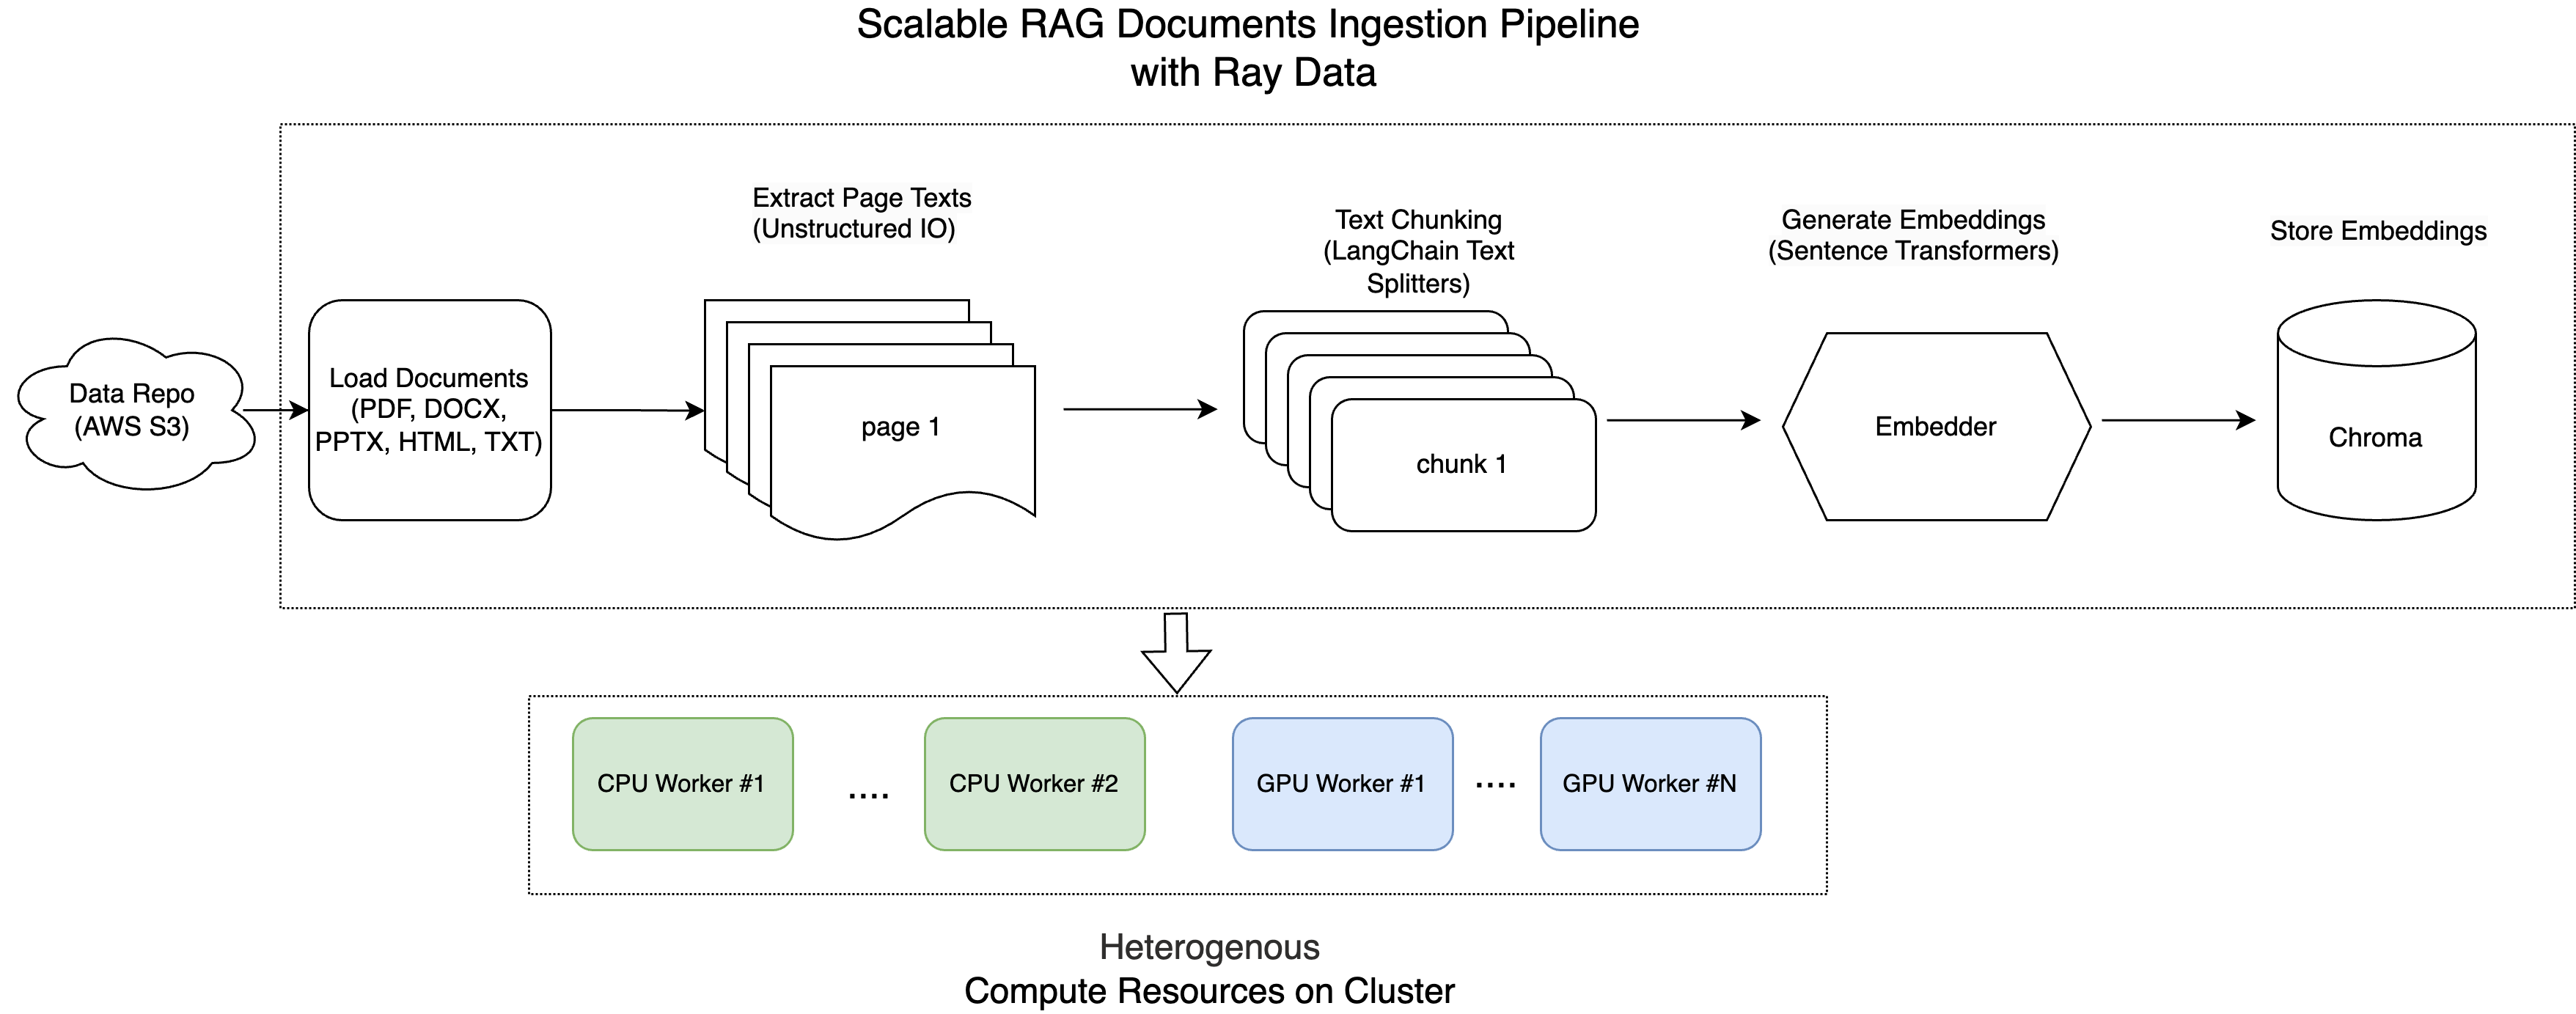 Scalable RAG Documents Ingestion Pipeline
with Ray Data
Extract Page Texts
(Unstructured IO)
Text Chunking
(LangChain Text
Splitters)
Generate Embeddings
(Sentence Transformers)
Store Embeddings
Data Repo
(AWS S3)
Load Documents
(PDF, DOCX,
PPTX, HTML, TXT)
page 1
chunk 1
Embedder
Chroma
CPU Worker #1
....
CPU Worker #2
GPU Worker #1
....
GPU Worker #N
Heterogenous
Compute Resources on Cluster